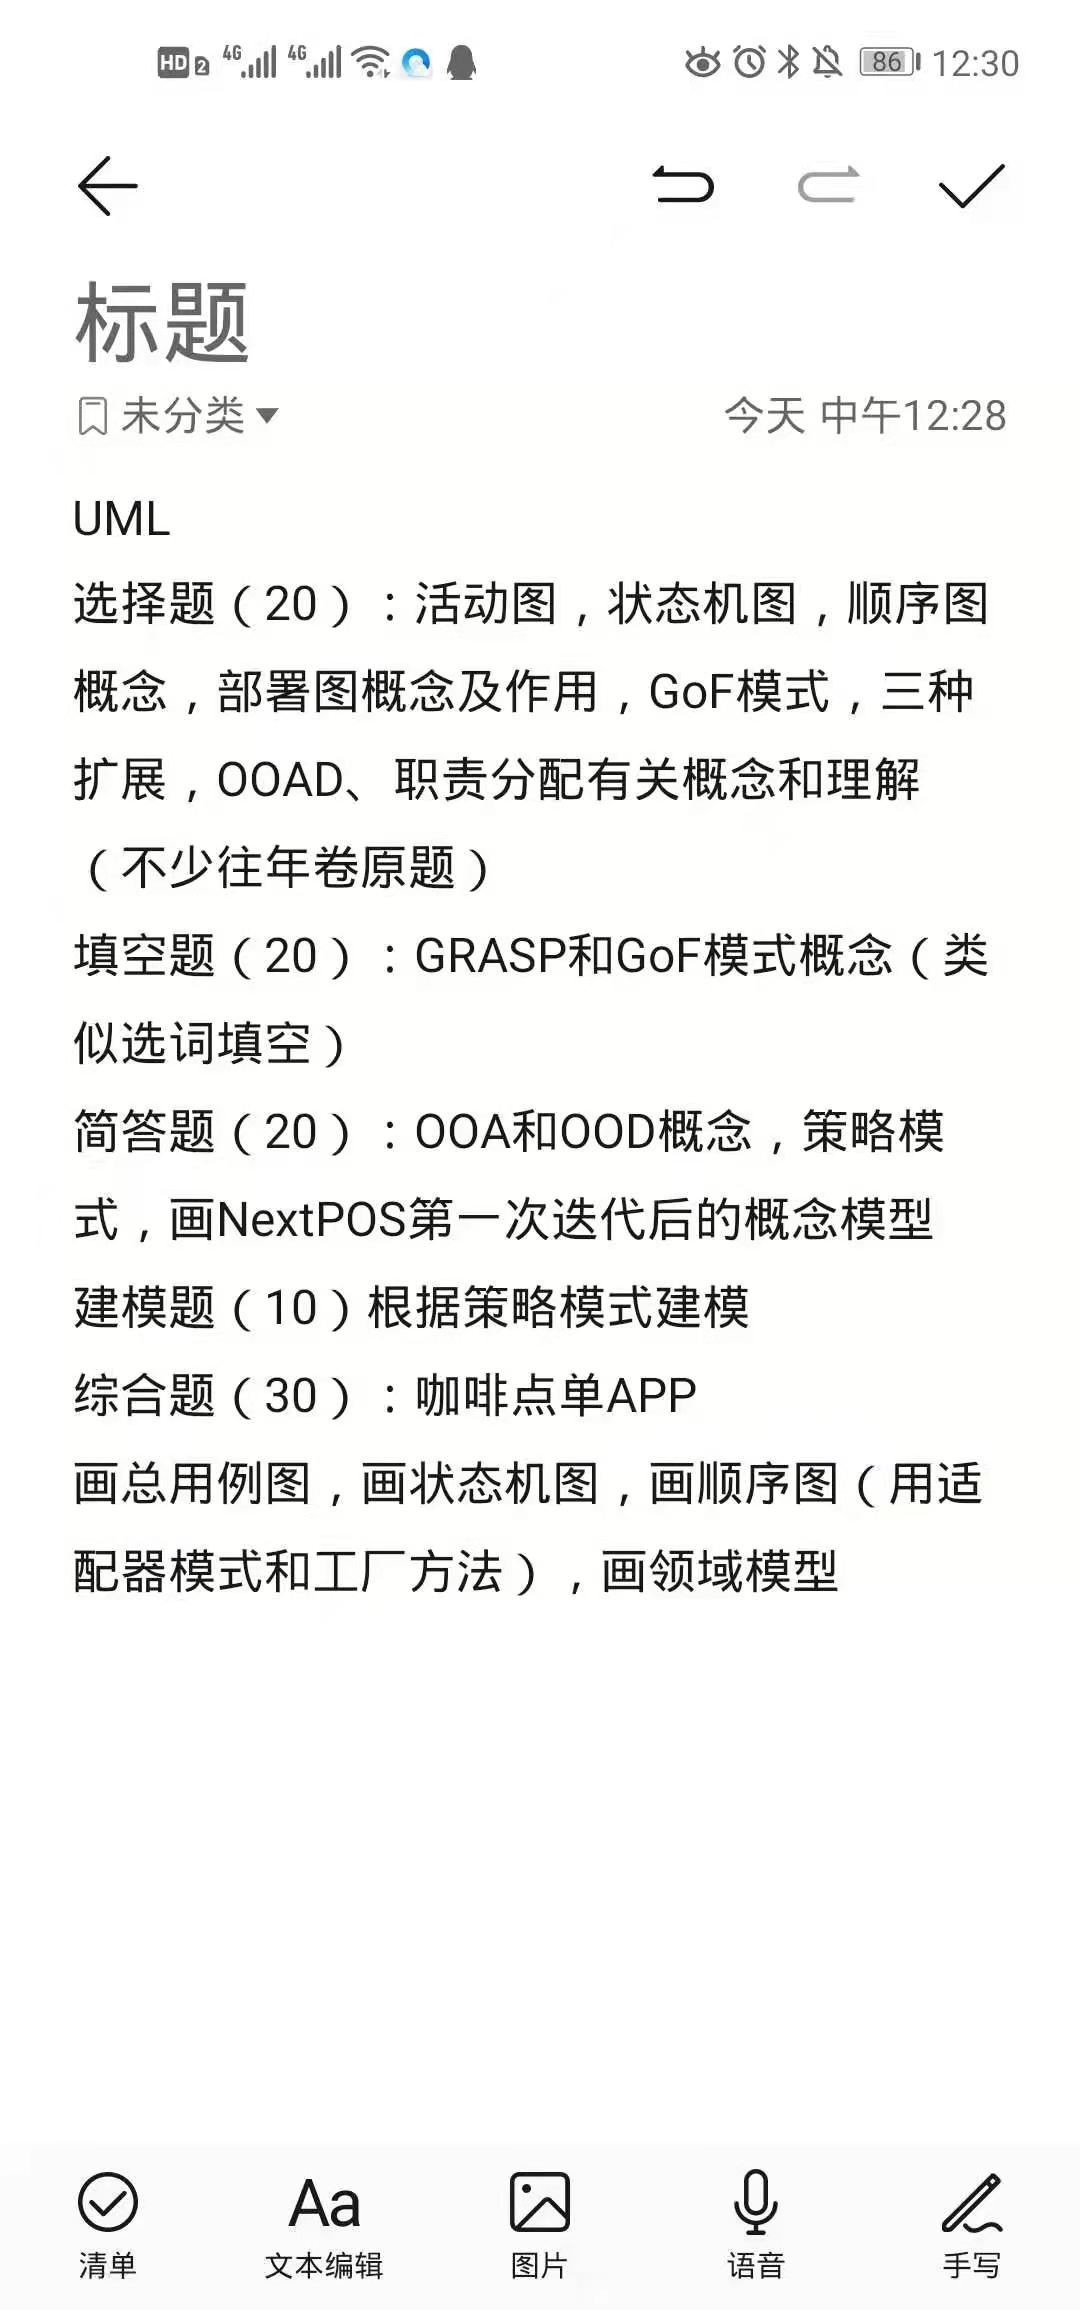 HD 2 4G 4G 86 12:30
标题
未分类 今天 中午12:28
UML
选择题（20）：活动图，状态机图，顺序图
概念，部署图概念及作用，GoF模式，三种
扩展，OOAD、职责分配有关概念和理解
（不少往年卷原题）
填空题（20）：GRASP和GoF模式概念（类
似选词填空）
简答题（20）：OOA和OOD概念，策略模
式，画NextPOS第一次迭代后的概念模型
建模题（10）根据策略模式建模
综合题（30）：咖啡点单APP
画总用例图，画状态机图，画顺序图（用适
配器模式和工厂方法），画领域模型
Aa
清单 文本编辑 图片 语音 手写